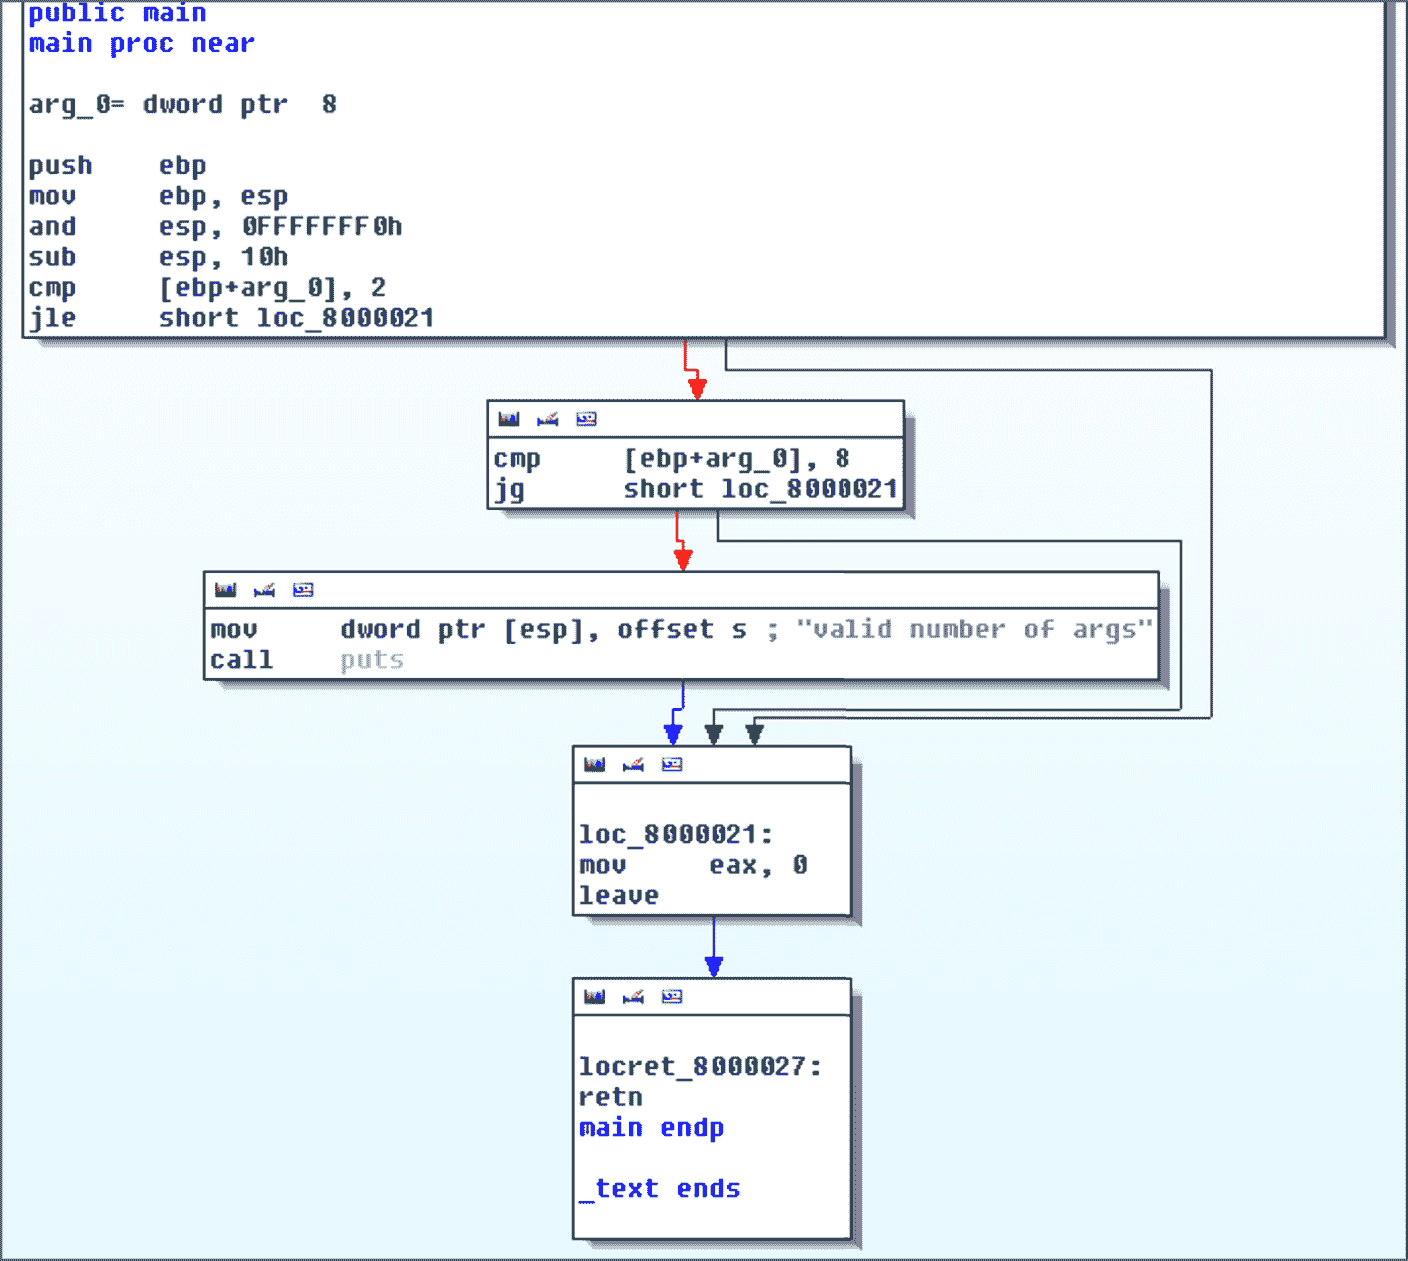 public main
main proc near
arg_0= dword ptr  8
push    ebp
mov     ebp, esp
and     esp, 0FFFFFFF0h
sub     esp, 10h
cmp     [ebp+arg_0], 2
jle     short loc_8000021
cmp     [ebp+arg_0], 8
jg      short loc_8000021
mov     dword ptr [esp], offset s ; "valid number of args"
call    puts
loc_8000021:
mov     eax, 0
leave
locret_8000027:
retn
main endp
_text ends